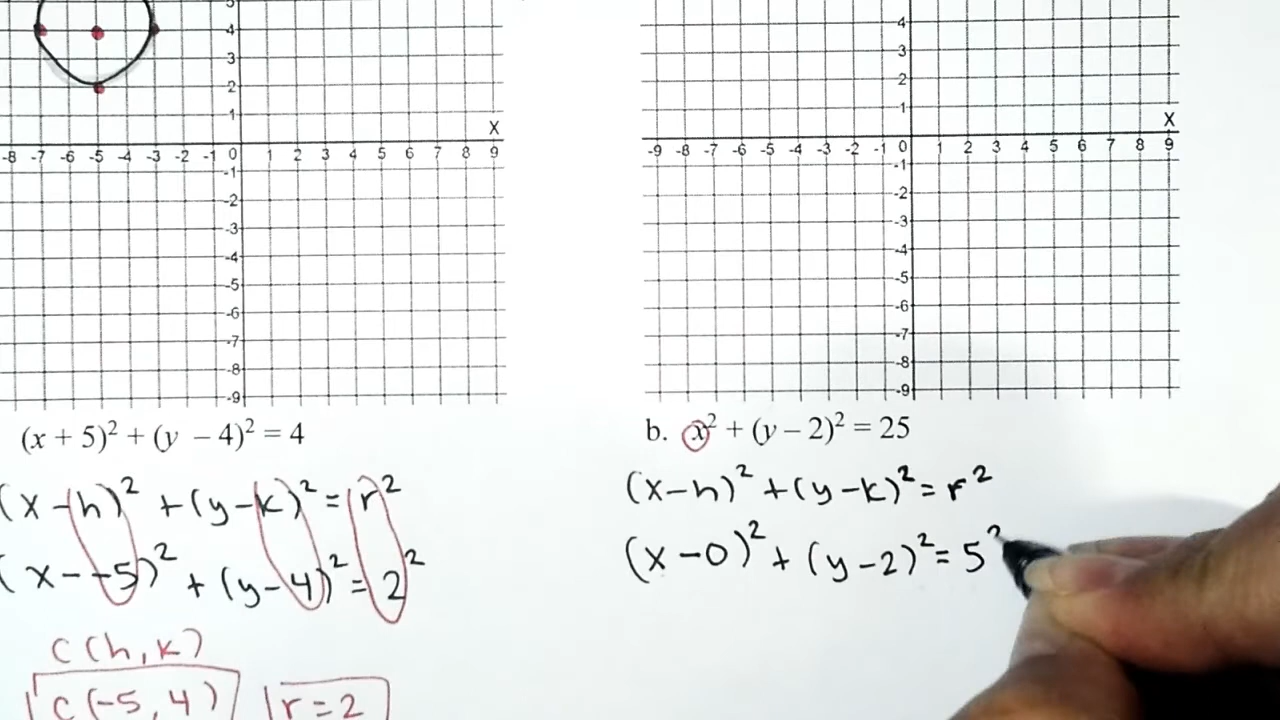 5
4
3
2
1
X
-8 -7 -6 -5 -4 -3 -2 -1 0 1 2 3 4 5 6 7 8 9
-1
-2
-3
-4
-5
-6
-7
-8
-9
(x + 5)² + (y – 4)² = 4
(x-h)² + (y-k)² = r²
(x--5)² + (y-4)² = 2²
C(h,k)
C(-5,4) r=2
4
3
2
1
X
-9 -8 -7 -6 -5 -4 -3 -2 -1 0 1 2 3 4 5 6 7 8 9
-1
-2
-3
-4
-5
-6
-7
-8
-9
b. x² + (y – 2)² = 25
(x-h)² + (y-k)² = r²
(x-0)² + (y-2)² = 5²